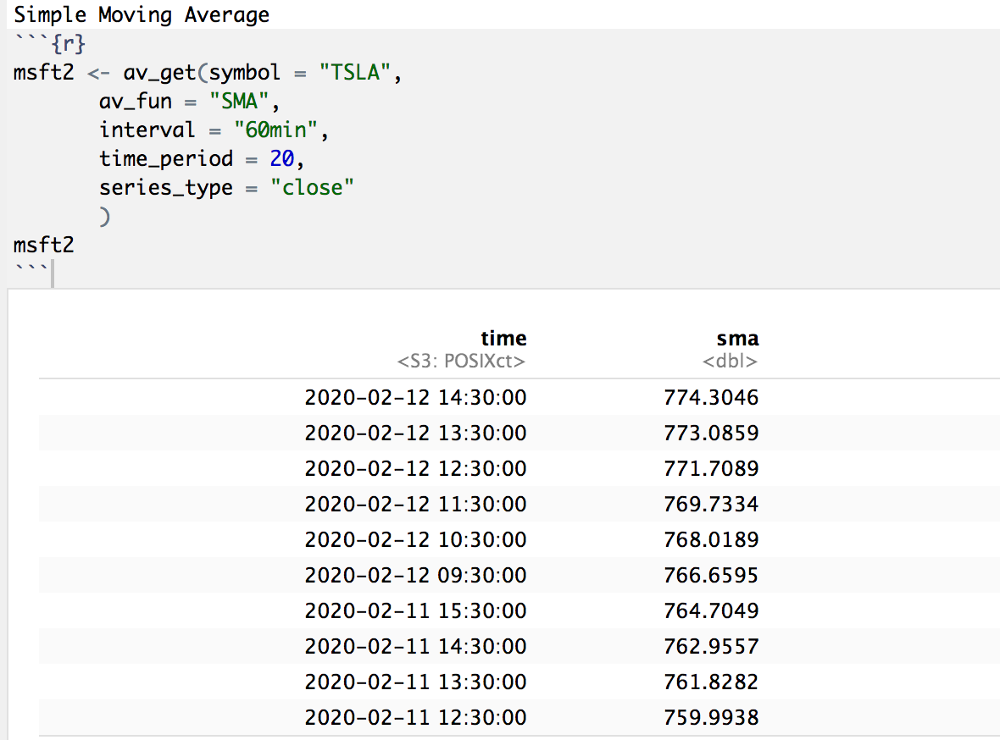 Simple Moving Average
```{r}
msft2 <- av_get(symbol = "TSLA",
av_fun = "SMA",
interval = "60min",
time_period = 20,
series_type = "close"
)
msft2
```
time sma
<S3: POSIXct> <dbl>
2020-02-12 14:30:00 774.3046
2020-02-12 13:30:00 773.0859
2020-02-12 12:30:00 771.7089
2020-02-12 11:30:00 769.7334
2020-02-12 10:30:00 768.0189
2020-02-12 09:30:00 766.6595
2020-02-11 15:30:00 764.7049
2020-02-11 14:30:00 762.9557
2020-02-11 13:30:00 761.8282
2020-02-11 12:30:00 759.9938